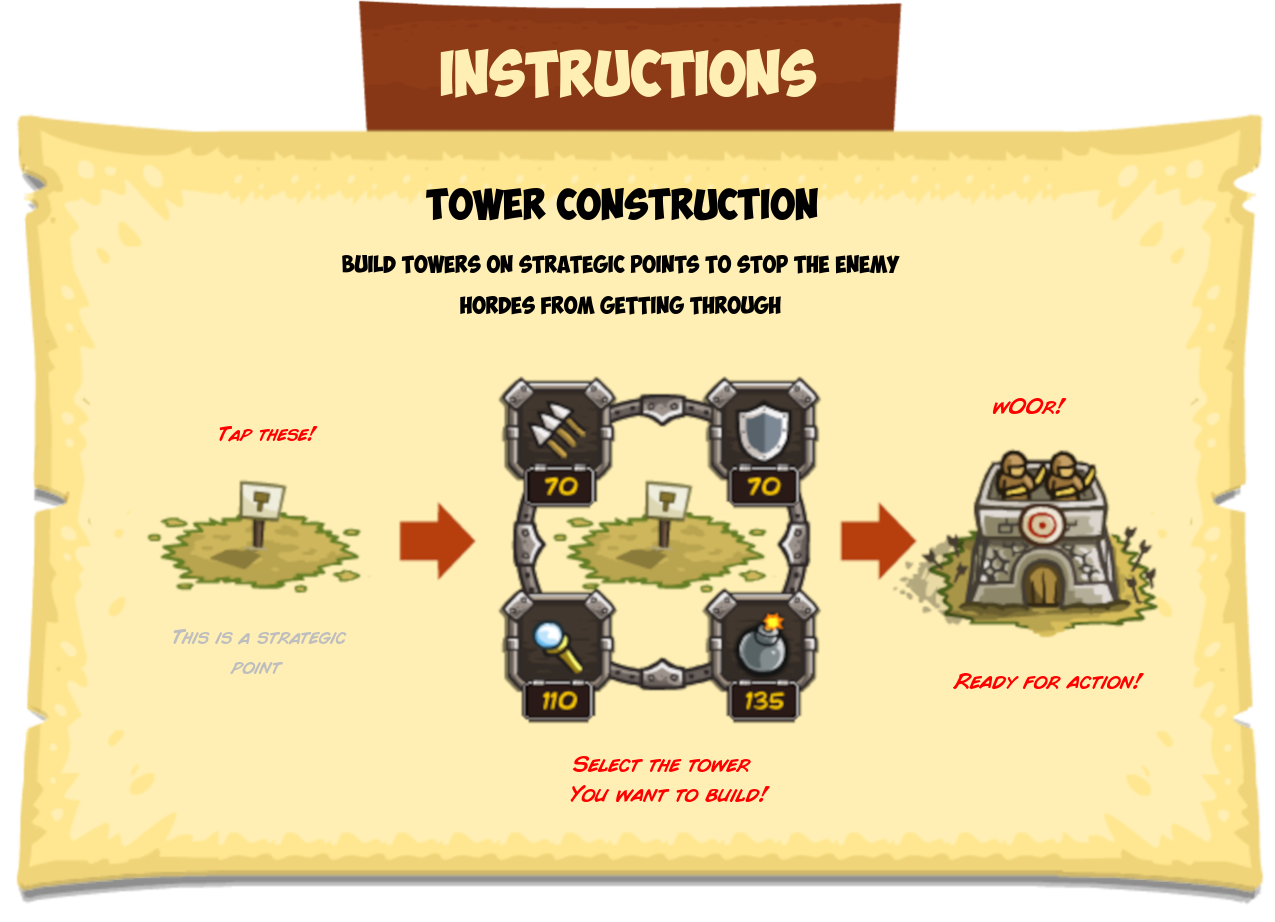 INSTRUCTIONS
TOWER CONSTRUCTION
BUILD TOWERS ON STRATEGIC POINTS TO STOP THE ENEMY
HORDES FROM GETTING THROUGH
TAP THESE!
THIS IS A STRATEGIC
POINT
70
70
110
135
SELECT THE TOWER
YOU WANT TO BUILD!
WOOR!
READY FOR ACTION!